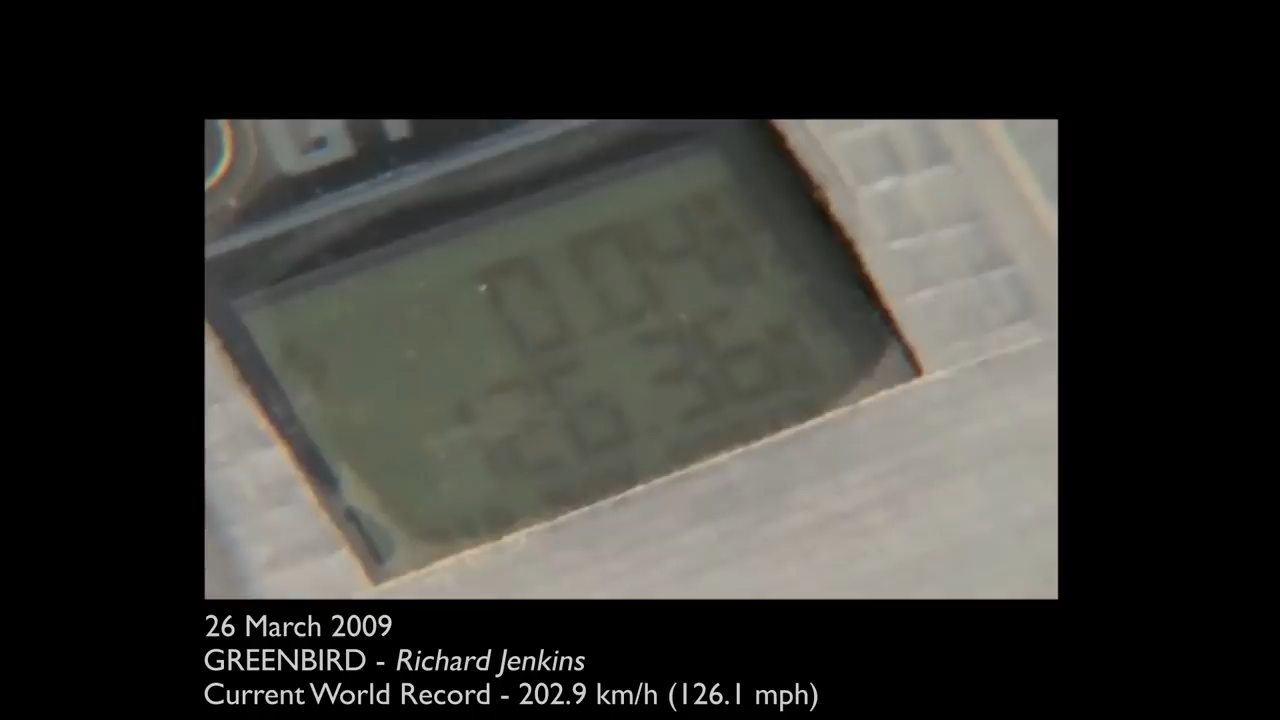 26 March 2009
GREENBIRD - Richard Jenkins
Current World Record - 202.9 km/h (126.1 mph)